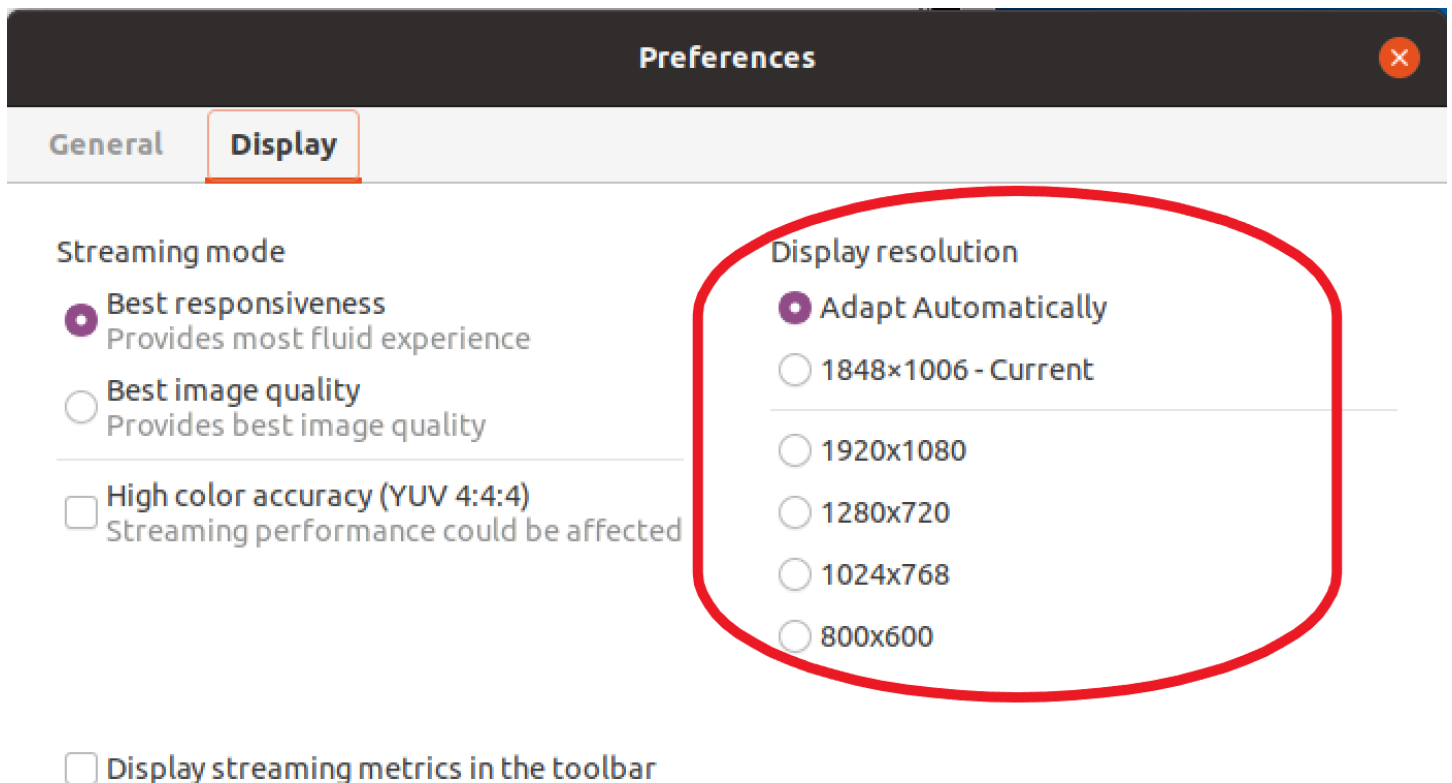 Preferences
General
Display
Streaming mode
Best responsiveness
Provides most fluid experience
Best image quality
Provides best image quality
High color accuracy (YUV 4:4:4)
Streaming performance could be affected
Display resolution
Adapt Automatically
1848×1006 - Current
1920x1080
1280x720
1024x768
800x600
Display streaming metrics in the toolbar